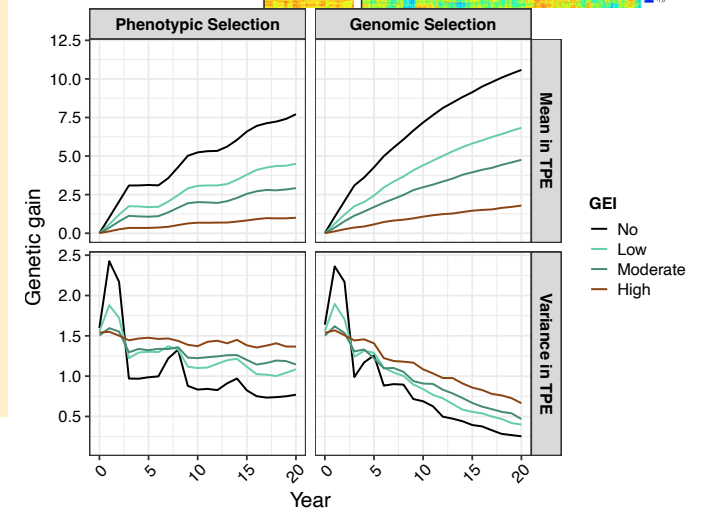 Phenotypic Selection
Genomic Selection
12.5
10.0
7.5
5.0
2.5
0.0
Mean in TPE
Genetic gain
2.5
2.0
1.5
1.0
0.5
Variance in TPE
0 5 10 15 20
0 5 10 15 20
Year
GEI
No
Low
Moderate
High